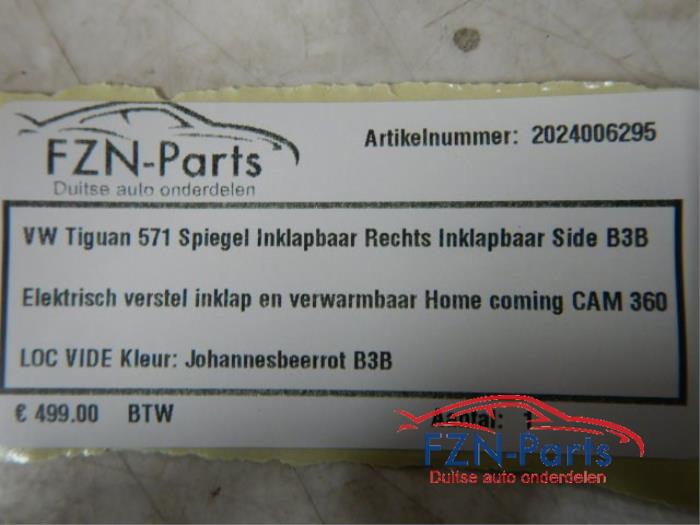 FZN-Parts
Duitse auto onderdelen
Artikelnummer: 2024006295
VW Tiguan 571 Spiegel Inklapbaar Rechts Inklapbaar Side B3B
Elektrisch verstel inklap en verwarmbaar Home coming CAM 360
LOC VIDE Kleur: Johannesbeerrot B3B
€ 499.00 BTW
Aantal: 1
FZN-Parts
Duitse auto onderdelen